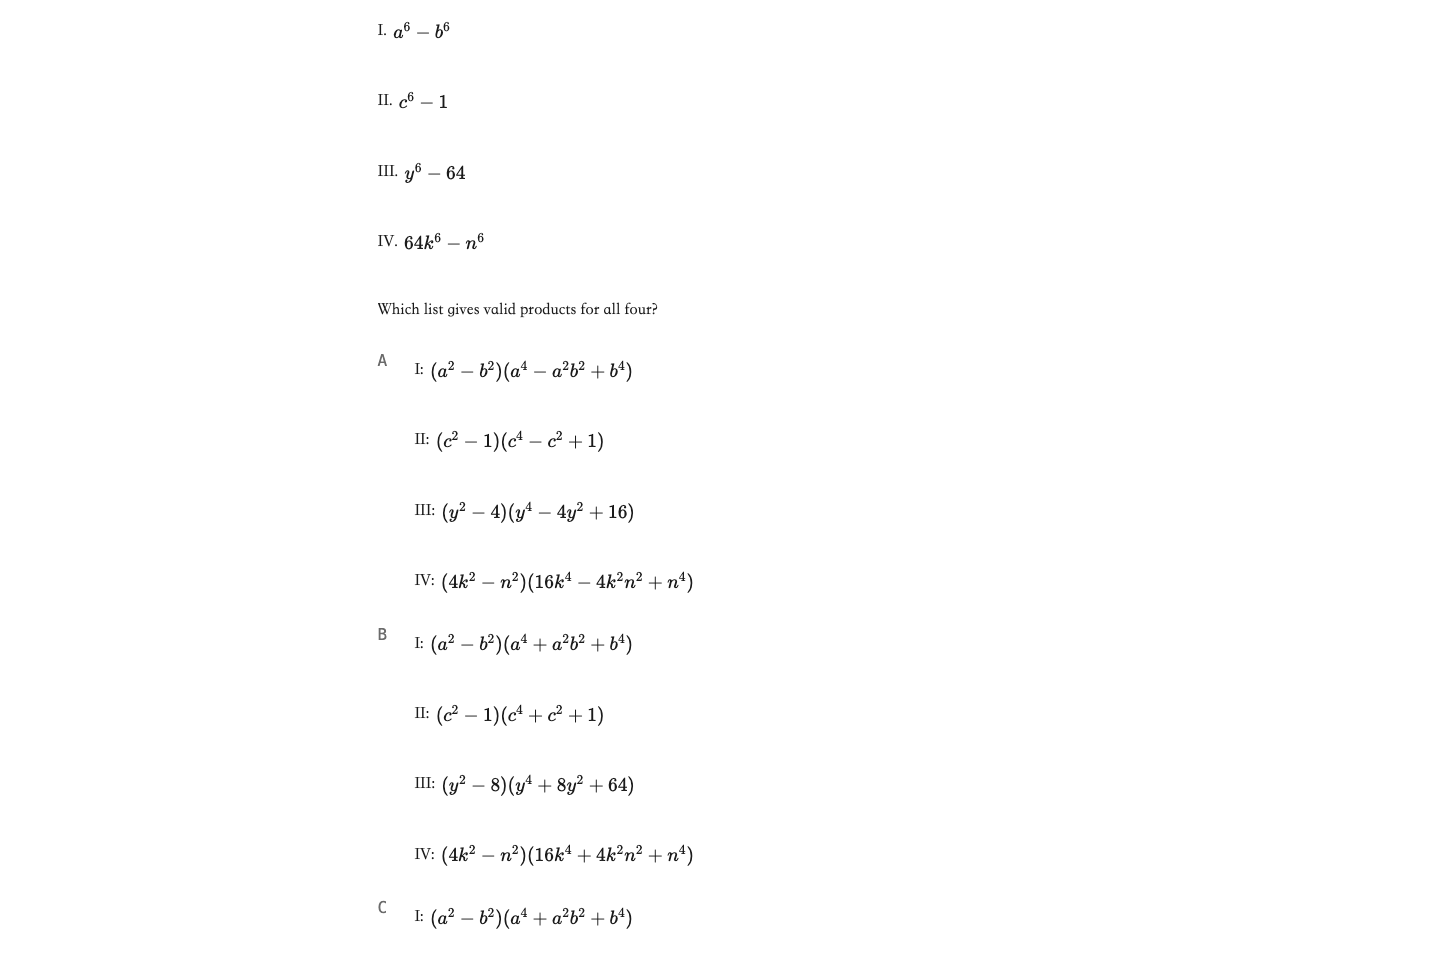 I. a⁶ − b⁶
II. c⁶ − 1
III. y⁶ − 64
IV. 64k⁶ − n⁶
Which list gives valid products for all four?
A I: (a² − b²)(a⁴ − a²b² + b⁴)
II: (c² − 1)(c⁴ − c² + 1)
III: (y² − 4)(y⁴ − 4y² + 16)
IV: (4k² − n²)(16k⁴ − 4k²n² + n⁴)
B I: (a² − b²)(a⁴ + a²b² + b⁴)
II: (c² − 1)(c⁴ + c² + 1)
III: (y² − 8)(y⁴ + 8y² + 64)
IV: (4k² − n²)(16k⁴ + 4k²n² + n⁴)
C I: (a² − b²)(a⁴ + a²b² + b⁴)